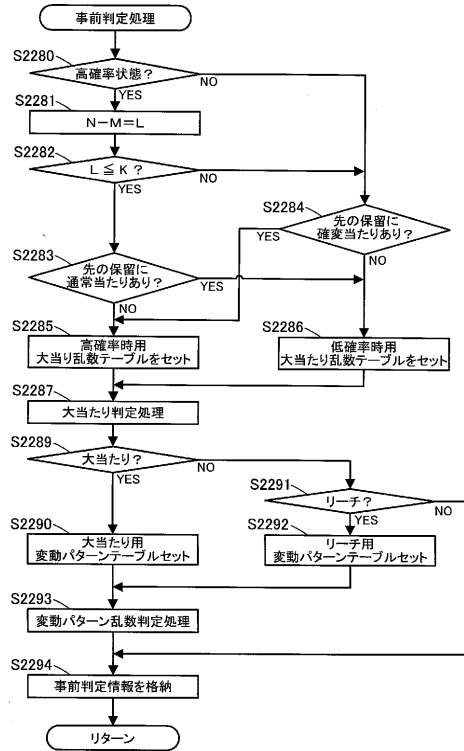 事前判定処理
S2280
高確率状態？
NO
YES
S2281
N－M＝L
S2282
L≦K？
NO
YES
S2284
先の保留に
確変当たりあり？
YES
NO
S2283
先の保留に
通常当たりあり？
YES
NO
S2285
高確率時用
大当り乱数テーブルをセット
S2286
低確率時用
大当たり乱数テーブルをセット
S2287
大当たり判定処理
S2289
大当たり？
NO
YES
S2291
リーチ？
NO
YES
S2290
大当たり用
変動パターンテーブルセット
S2292
リーチ用
変動パターンテーブルセット
S2293
変動パターン乱数判定処理
S2294
事前判定情報を格納
リターン